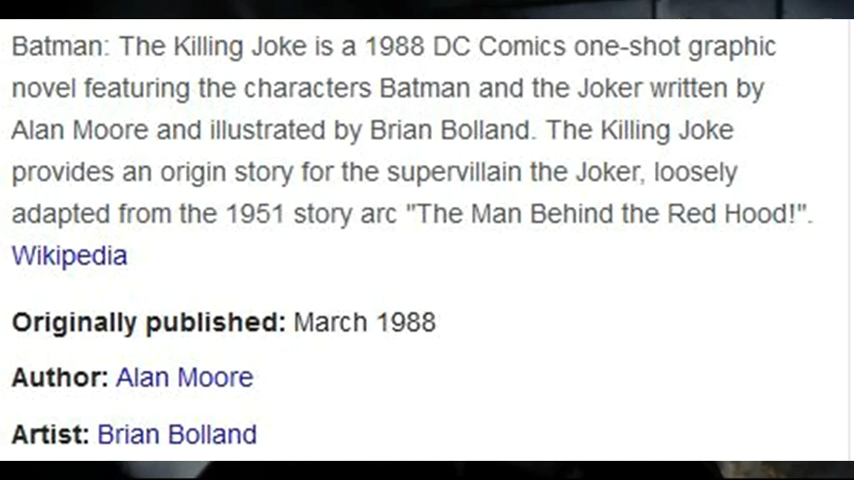 Batman: The Killing Joke is a 1988 DC Comics one-shot graphic
novel featuring the characters Batman and the Joker written by
Alan Moore and illustrated by Brian Bolland. The Killing Joke
provides an origin story for the supervillain the Joker, loosely
adapted from the 1951 story arc "The Man Behind the Red Hood!".
Wikipedia
Originally published: March 1988
Author: Alan Moore
Artist: Brian Bolland